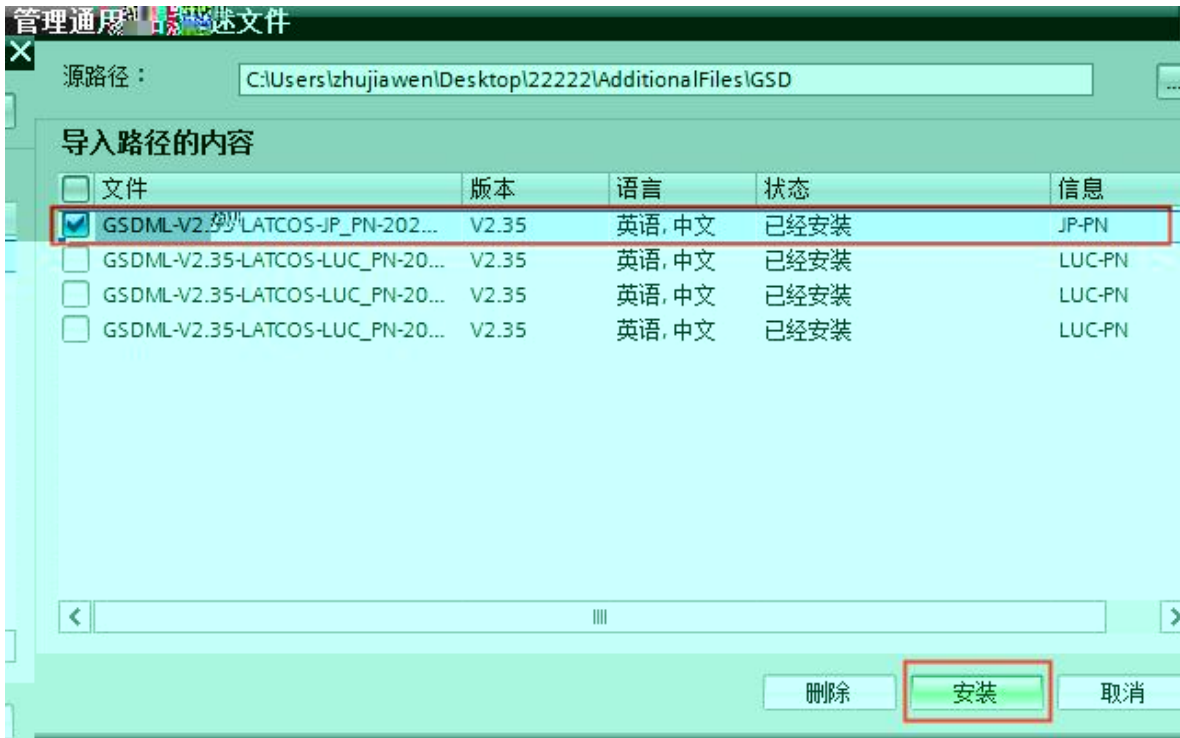 管理通 述文件
源路径： C:\Users\zhujiawen\Desktop\22222\AdditionalFiles\GSD ...
导入路径的内容
文件 版本 语言 状态 信息
GSDML-V2. LATCOS-JP_PN-202... V2.35 英语, 中文 已经安装 JP-PN
GSDML-V2.35-LATCOS-LUC_PN-20... V2.35 英语, 中文 已经安装 LUC-PN
GSDML-V2.35-LATCOS-LUC_PN-20... V2.35 英语, 中文 已经安装 LUC-PN
GSDML-V2.35-LATCOS-LUC_PN-20... V2.35 英语, 中文 已经安装 LUC-PN
删除 安装 取消